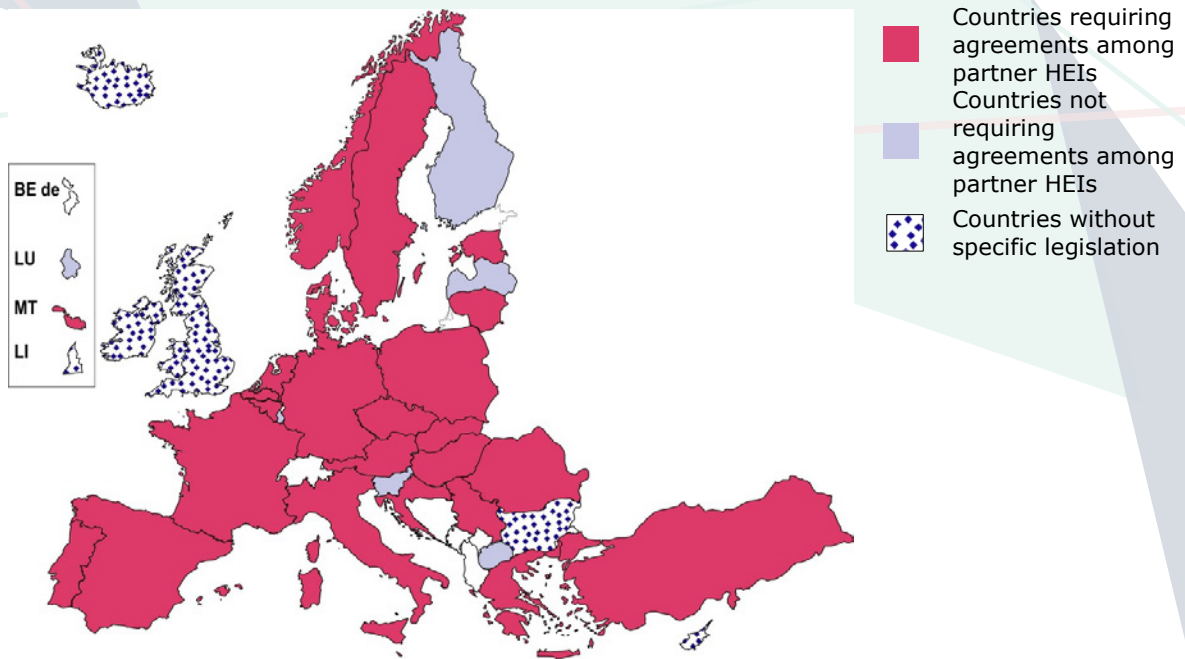 BE de
LU
MT
LI
Countries requiring
agreements among
partner HEIs
Countries not
requiring
agreements among
partner HEIs
Countries without
specific legislation